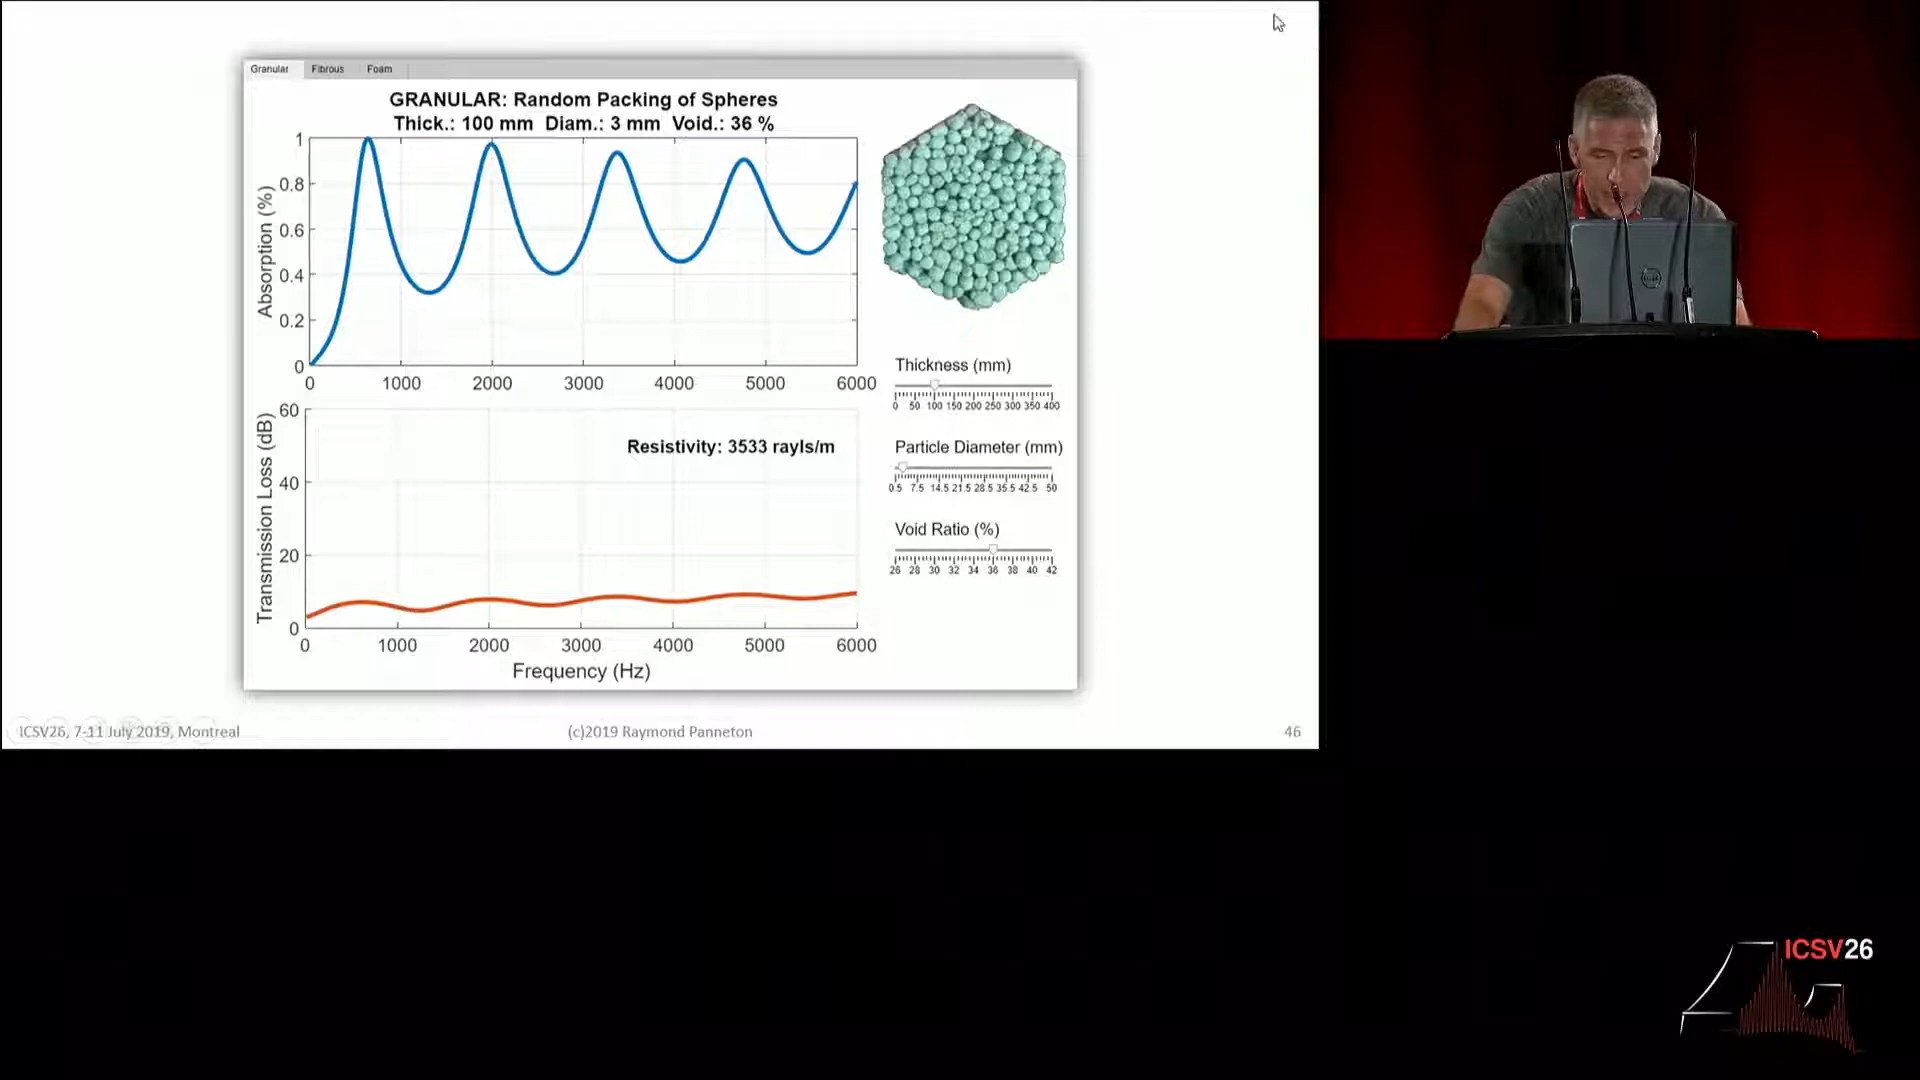 Granular Fibrous Foam
GRANULAR: Random Packing of Spheres
Thick.: 100 mm Diam.: 3 mm Void.: 36 %
Absorption (%)
1
0.8
0.6
0.4
0.2
0
0 1000 2000 3000 4000 5000 6000
Transmission Loss (dB)
60
40
20
0
Resistivity: 3533 rayls/m
0 1000 2000 3000 4000 5000 6000
Frequency (Hz)
Thickness (mm)
0 50 100 150 200 250 300 350 400
Particle Diameter (mm)
0.5 7.5 14.5 21.5 28.5 35.5 42.5 50
Void Ratio (%)
26 28 30 32 34 36 38 40 42
ICSV26, 7-11 July 2019, Montreal
(c)2019 Raymond Panneton
46
ICSV26